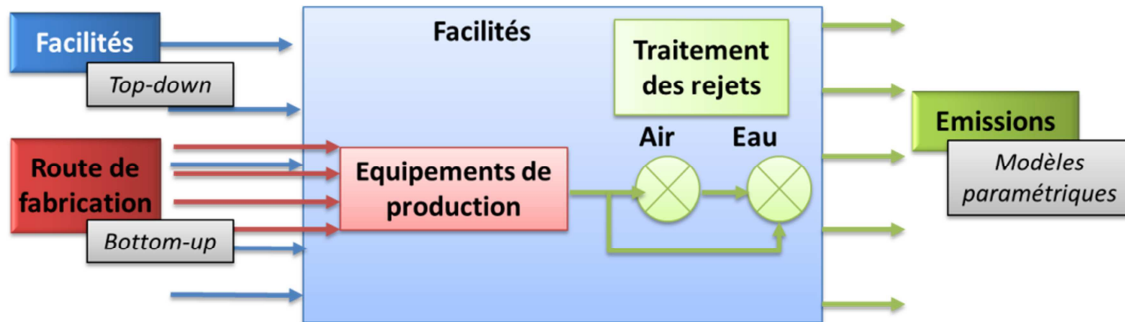 Facilités
Top-down
Route de
fabrication
Bottom-up
Facilités
Traitement
des rejets
Air
Eau
Equipements de
production
Emissions
Modèles
paramétriques